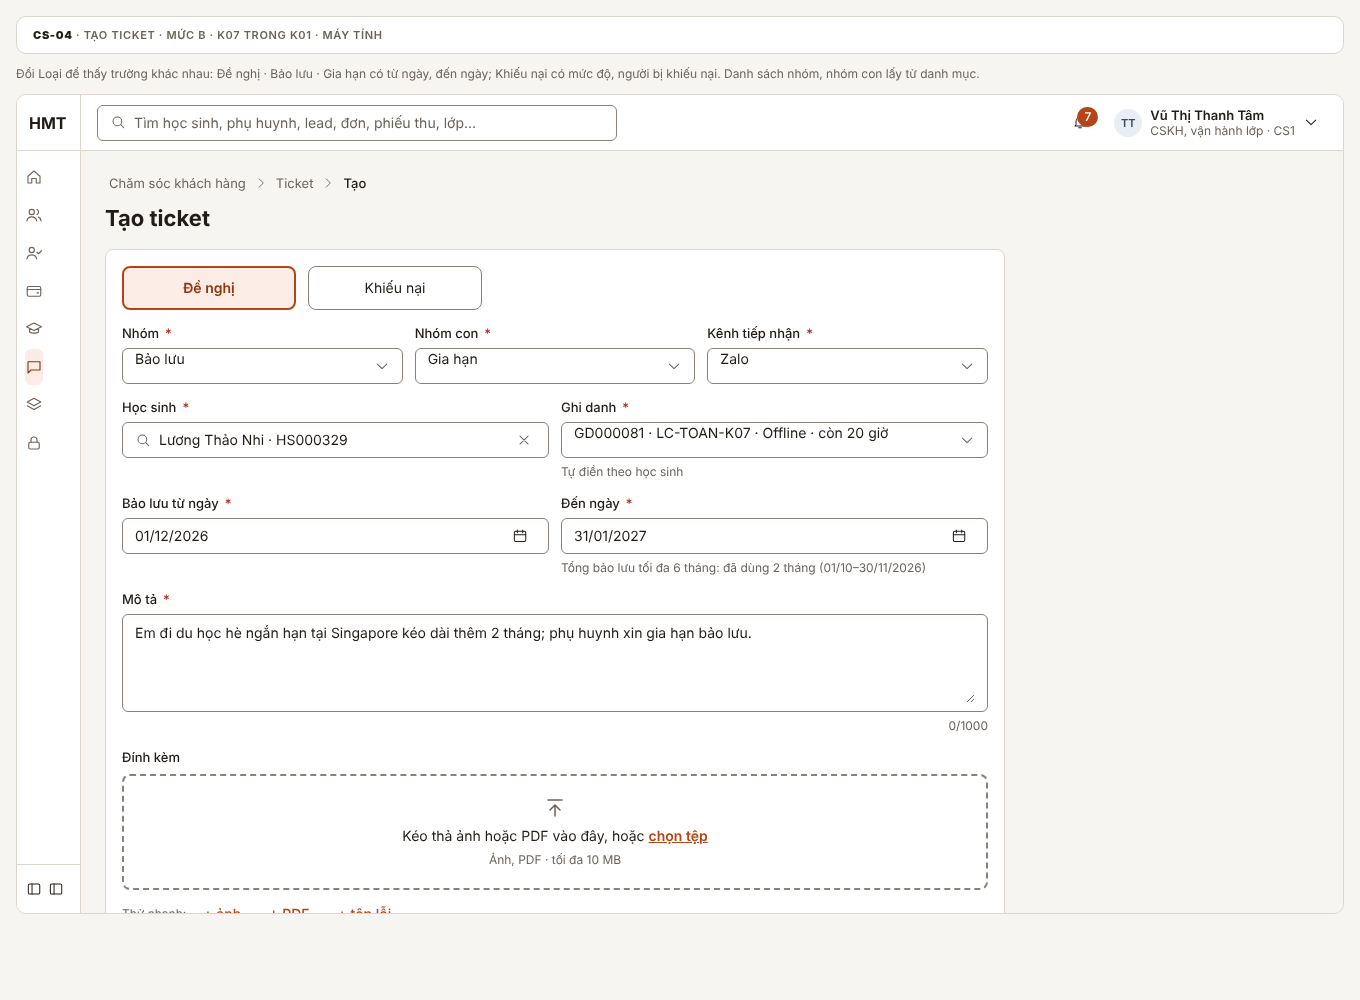 CS-04 · TẠO TICKET · MỨC B · K07 TRONG K01 · MÁY TÍNH
Đổi Loại để thấy trường khác nhau: Đề nghị · Bảo lưu · Gia hạn có từ ngày, đến ngày; Khiếu nại có mức độ, người bị khiếu nại. Danh sách nhóm, nhóm con lấy từ danh mục.
HMT
Tìm học sinh, phụ huynh, lead, đơn, phiếu thu, lớp...
7
TT
Vũ Thị Thanh Tâm
CSKH, vận hành lớp · CS1
Chăm sóc khách hàng
Ticket
Tạo
Tạo ticket
Đề nghị
Khiếu nại
Nhóm *
Nhóm con *
Kênh tiếp nhận *
Bảo lưu
Gia hạn
Zalo
Học sinh *
Ghi danh *
Lương Thảo Nhi · HS000329
GD000081 · LC-TOAN-K07 · Offline · còn 20 giờ
Tự điền theo học sinh
Bảo lưu từ ngày *
Đến ngày *
01/12/2026
31/01/2027
Tổng bảo lưu tối đa 6 tháng: đã dùng 2 tháng (01/10–30/11/2026)
Mô tả *
Em đi du học hè ngắn hạn tại Singapore kéo dài thêm 2 tháng; phụ huynh xin gia hạn bảo lưu.
0/1000
Đính kèm
Kéo thả ảnh hoặc PDF vào đây, hoặc chọn tệp
Ảnh, PDF · tối đa 10 MB
Thử nhanh: + ảnh + PDF + tệp lỗi